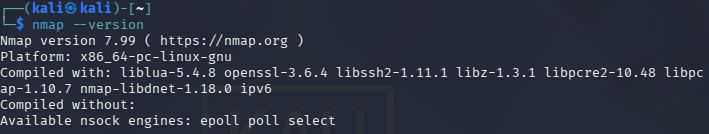 ┌──(kali㉿kali)-[~]
└─$ nmap --version
Nmap version 7.99 ( https://nmap.org )
Platform: x86_64-pc-linux-gnu
Compiled with: liblua-5.4.8 openssl-3.6.4 libssh2-1.11.1 libz-1.3.1 libpcre2-10.48 libpc
ap-1.10.7 nmap-libdnet-1.18.0 ipv6
Compiled without:
Available nsock engines: epoll poll select